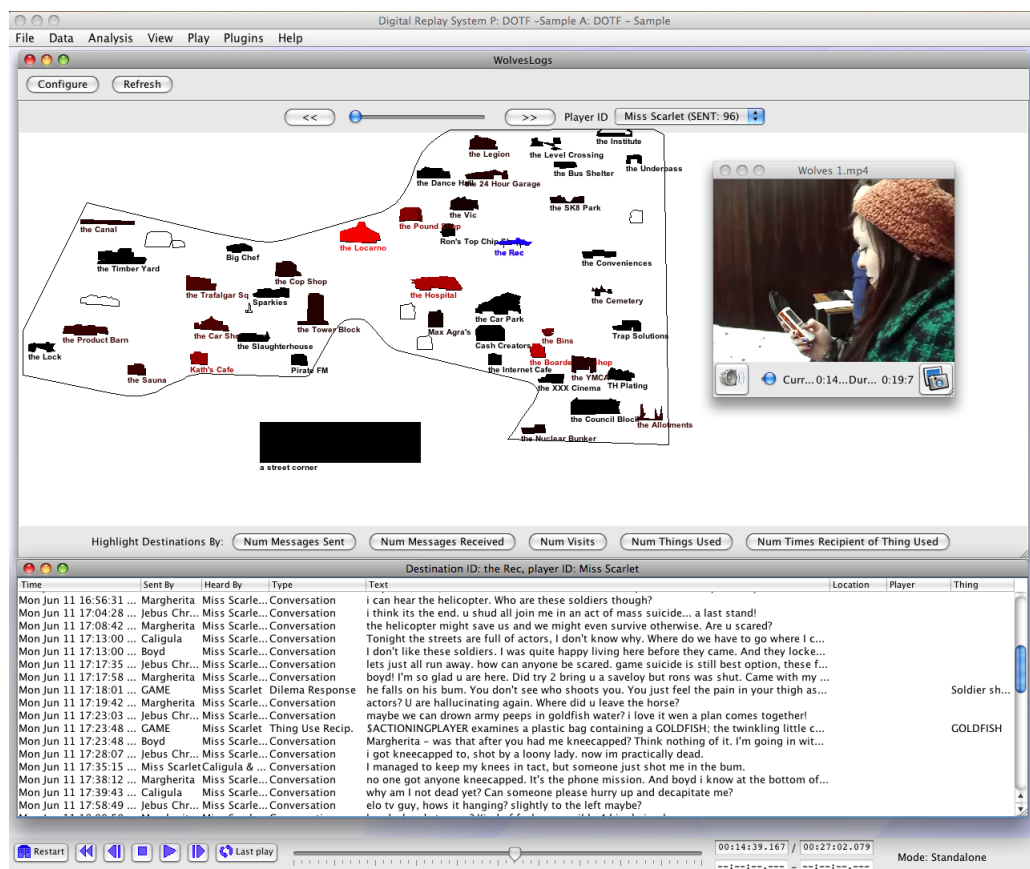 Digital Replay System P: DOTF -Sample A: DOTF - Sample
File Data Analysis View Play Plugins Help
WolvesLogs
Configure Refresh
<< >> Player ID Miss Scarlet (SENT: 96)
the Institute
the Legion
the Level Crossing
the Underpass
the Bus Shelter
the Dance Hall
the 24 Hour Garage
the Vic
the SK8 Park
the Canal
the Pound Shop
Ron's Top Chip
the Locarno
the Rec
Big Chef
the Timber Yard
the Conveniences
the Cop Shop
the Trafalgar Sq
Sparkies
the Hospital
the Cemetery
the Car Park
the Product Barn
the Car
the Tower Block
Max Agra's
Trap Solutions
the Slaughterhouse
Cash Creators
the Bins
the Lock
the Boarded Shop
Kath's Cafe
Pirate FM
the Internet Cafe
the Sauna
the YMCA
TH Plating
the XXX Cinema
the Council Block
the Allotments
the Nuclear Bunker
a street corner
Wolves 1.mp4
Curr... 0:14...Dur... 0:19:7
Highlight Destinations By: Num Messages Sent Num Messages Received Num Visits Num Things Used Num Times Recipient of Thing Used
Destination ID: the Rec, player ID: Miss Scarlet
Time Sent By Heard By Type Text Location Player Thing
Mon Jun 11 16:56:31 ... Margherita Miss Scarle... Conversation i can hear the helicopter. Who are these soldiers though?
Mon Jun 11 17:04:28 ... Jebus Chr... Miss Scarle... Conversation i think its the end. u shud all join me in an act of mass suicide... a last stand!
Mon Jun 11 17:08:42 ... Margherita Miss Scarle... Conversation the helicopter might save us and we might even survive otherwise. Are u scared?
Mon Jun 11 17:13:00 ... Caligula Miss Scarle... Conversation Tonight the streets are full of actors, I don't know why. Where do we have to go where I c...
Mon Jun 11 17:13:00 ... Boyd Miss Scarle... Conversation I don't like these soldiers. I was quite happy living here before they came. And they locke...
Mon Jun 11 17:17:35 ... Jebus Chr... Miss Scarle... Conversation lets just all run away. how can anyone be scared. game suicide is still best option, these f...
Mon Jun 11 17:17:58 ... Margherita Miss Scarle... Conversation boyd! I'm so glad u are here. Did try 2 bring u a saveloy but rons was shut. Came with my ...
Mon Jun 11 17:18:01 ... GAME Miss Scarlet Dilema Response he falls on his bum. You don't see who shoots you. You just feel the pain in your thigh as... Soldier sh...
Mon Jun 11 17:19:42 ... Margherita Miss Scarle... Conversation actors? U are hallucinating again. Where did u leave the horse?
Mon Jun 11 17:23:03 ... Jebus Chr... Miss Scarle... Conversation maybe we can drown army peeps in goldfish water? i love it wen a plan comes together!
Mon Jun 11 17:23:48 ... GAME Miss Scarlet Thing Use Recip. $ACTIONINGPLAYER examines a plastic bag containing a GOLDFISH; the twinkling little c... GOLDFISH
Mon Jun 11 17:23:48 ... Boyd Miss Scarle... Conversation Margherita – was that after you had me kneecapped? Think nothing of it. I'm going in wit...
Mon Jun 11 17:28:07 ... Jebus Chr... Miss Scarle... Conversation i got kneecapped to, shot by a loony lady. now im practically dead.
Mon Jun 11 17:35:15 ... Miss Scarlet Caligula & ... Conversation I managed to keep my knees in tact, but someone just shot me in the bum.
Mon Jun 11 17:38:12 ... Margherita Miss Scarle... Conversation no one got anyone kneecapped. It's the phone mission. And boyd i know at the bottom of...
Mon Jun 11 17:39:43 ... Caligula Miss Scarle... Conversation why am I not dead yet? Can someone please hurry up and decapitate me?
Mon Jun 11 17:58:49 ... Jebus Chr... Miss Scarle... Conversation elo tv guy, hows it hanging? slightly to the left maybe?
Restart Last play 00:14:39.167 / 00:27:02.079
--:--:--.--- – --:--:--.---
Mode: Standalone